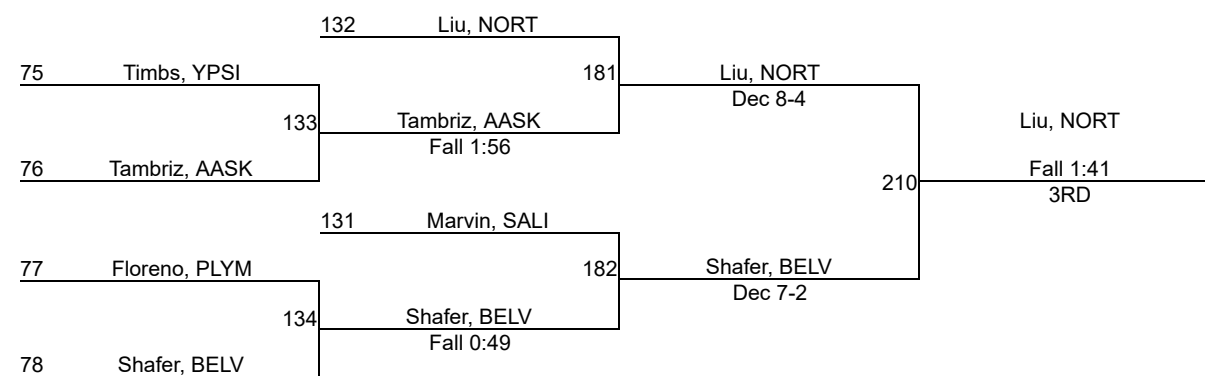 132 Liu, NORT
75 Timbs, YPSI
181 Liu, NORT
Dec 8-4
133 Tambriz, AASK
Fall 1:56
Liu, NORT
76 Tambriz, AASK
210 Fall 1:41
3RD
131 Marvin, SALI
77 Floreno, PLYM
182 Shafer, BELV
Dec 7-2
134 Shafer, BELV
Fall 0:49
78 Shafer, BELV